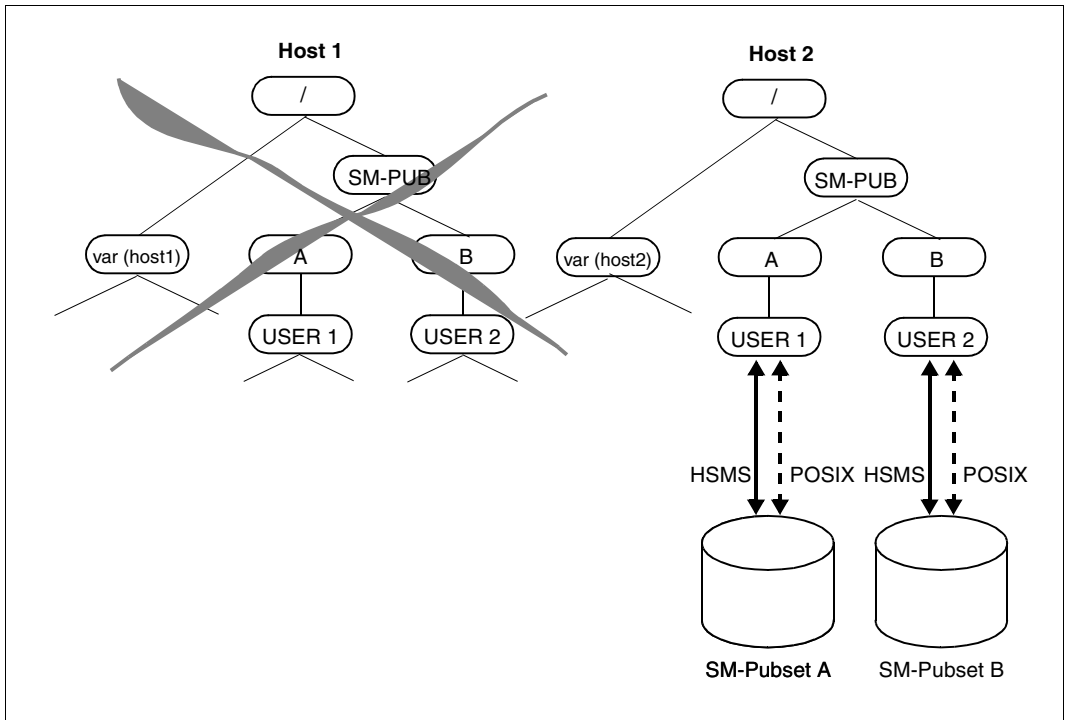 Host 1
Host 2
/
/
SM-PUB
SM-PUB
var (host1)
A
B
var (host2)
A
B
USER 1
USER 2
USER 1
USER 2
HSMS
POSIX
HSMS
POSIX
SM-Pubset A
SM-Pubset B